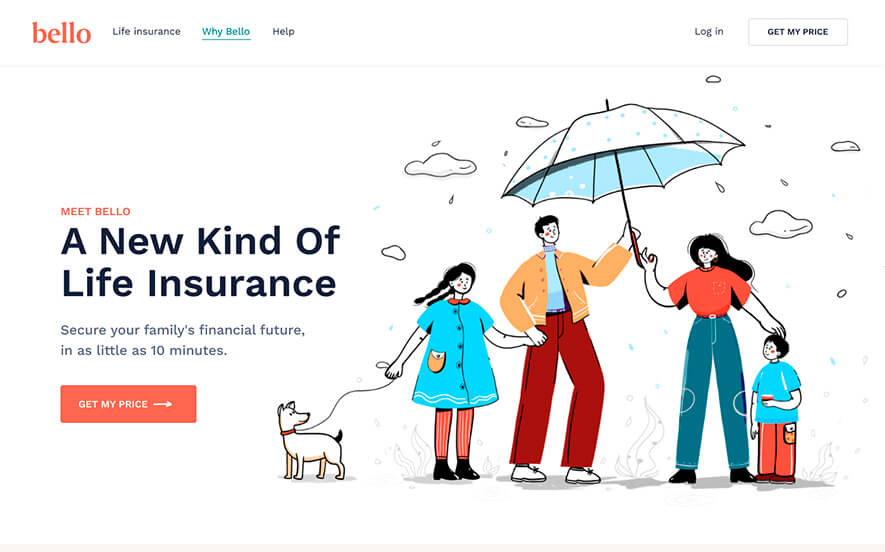 bello
Life insurance
Why Bello
Help
Log in
GET MY PRICE
MEET BELLO
A New Kind Of
Life Insurance
Secure your family's financial future,
in as little as 10 minutes.
GET MY PRICE